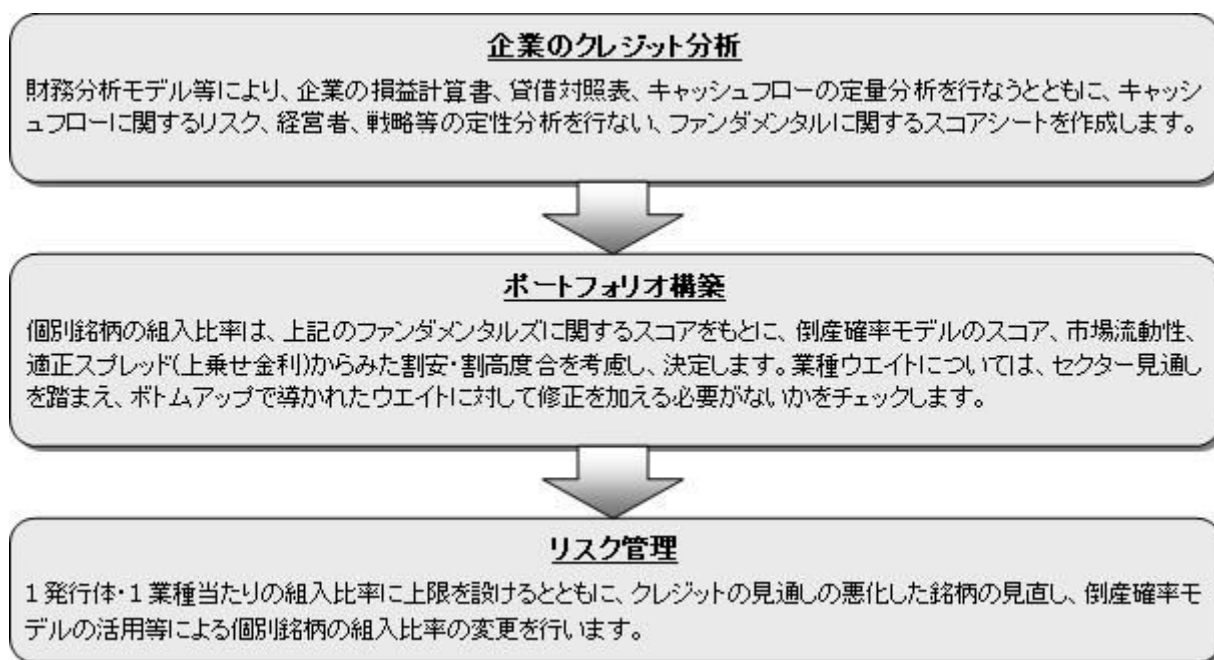 企業のクレジット分析
財務分析モデル等により、企業の損益計算書、貸借対照表、キャッシュフローの定量分析を行なうとともに、キャッシ
ュフローに関するリスク、経営者、戦略等の定性分析を行ない、ファンダメンタルに関するスコアシートを作成します。
ポートフォリオ構築
個別銘柄の組入比率は、上記のファンダメンタルズに関するスコアをもとに、倒産確率モデルのスコア、市場流動性、
適正スプレッド(上乗せ金利)からみた割安・割高度合を考慮し、決定します。業種ウエイトについては、セクター見通し
を踏まえ、ボトムアップで導かれたウエイトに対して修正を加える必要がないかをチェックします。
リスク管理
1発行体・1業種当たりの組入比率に上限を設けるとともに、クレジットの見通しの悪化した銘柄の見直し、倒産確率モ
デルの活用等による個別銘柄の組入比率の変更を行います。